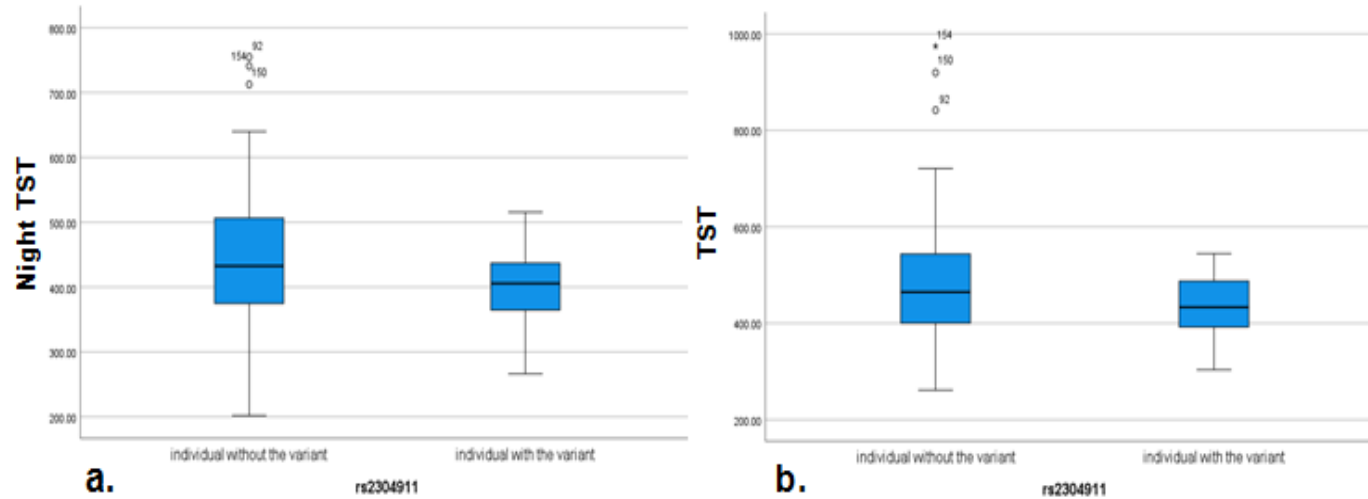 800.00
700.00
600.00
500.00
400.00
300.00
200.00
Night TST
154
92
150
individual without the variant
individual with the variant
rs2304911
a.
1000.00
800.00
600.00
400.00
200.00
TST
154
150
92
individual without the variant
individual with the variant
rs2304911
b.